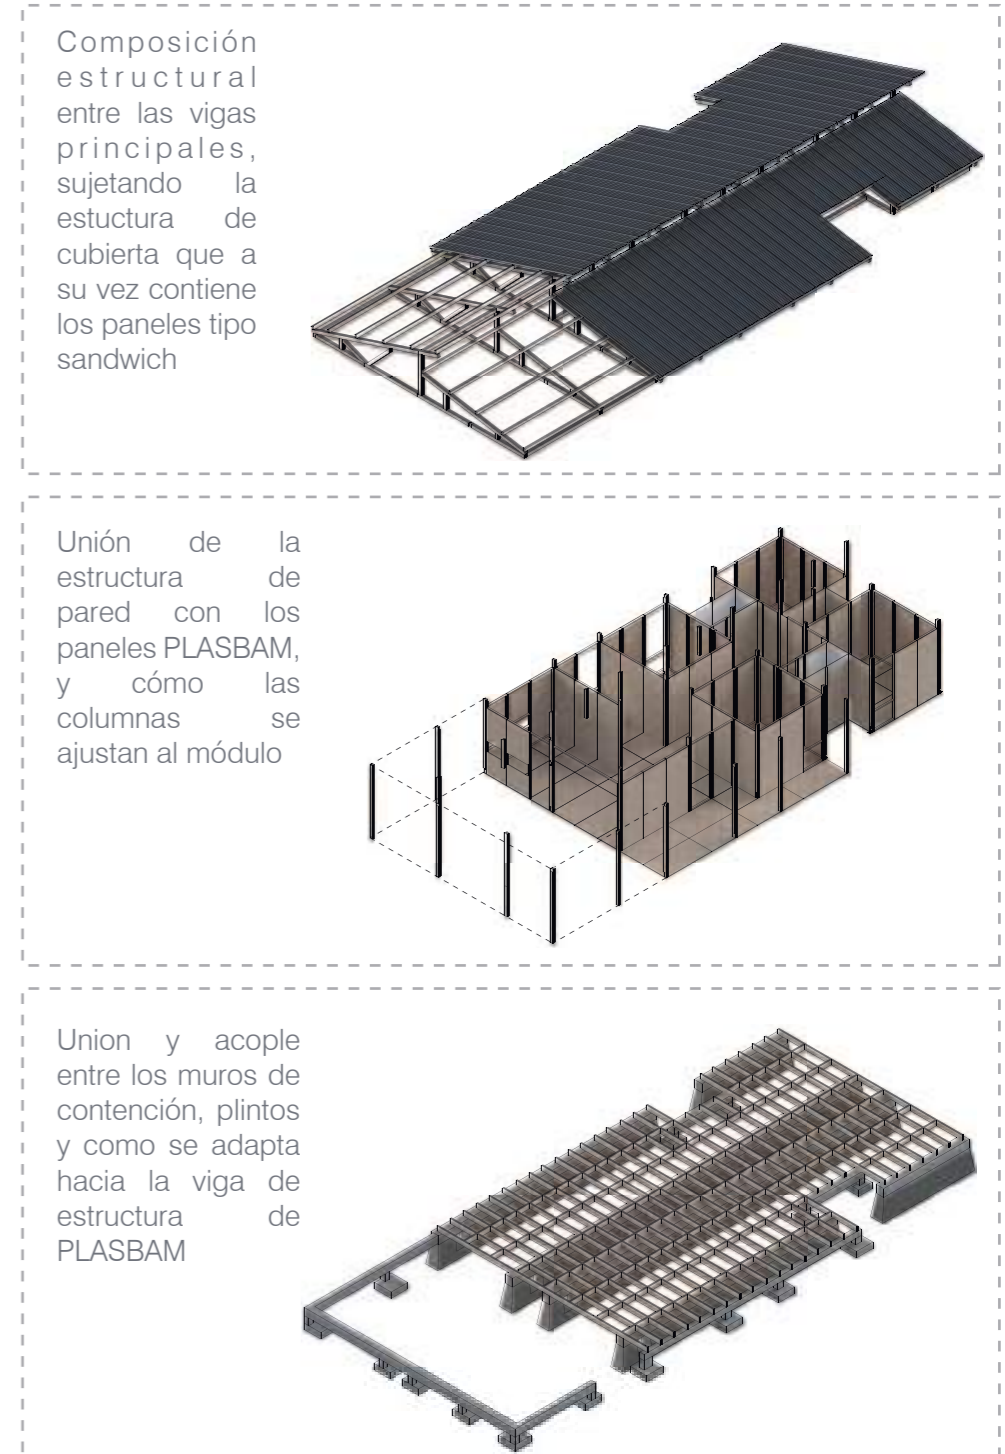 Composición
estructural
entre las vigas
principales,
sujetando la
estuctura de
cubierta que a
su vez contiene
los paneles tipo
sandwich
Unión de la
estructura de
pared con los
paneles PLASBAM,
y cómo las
columnas se
ajustan al módulo
Union y acople
entre los muros de
contención, plintos
y como se adapta
hacia la viga de
estructura de
PLASBAM